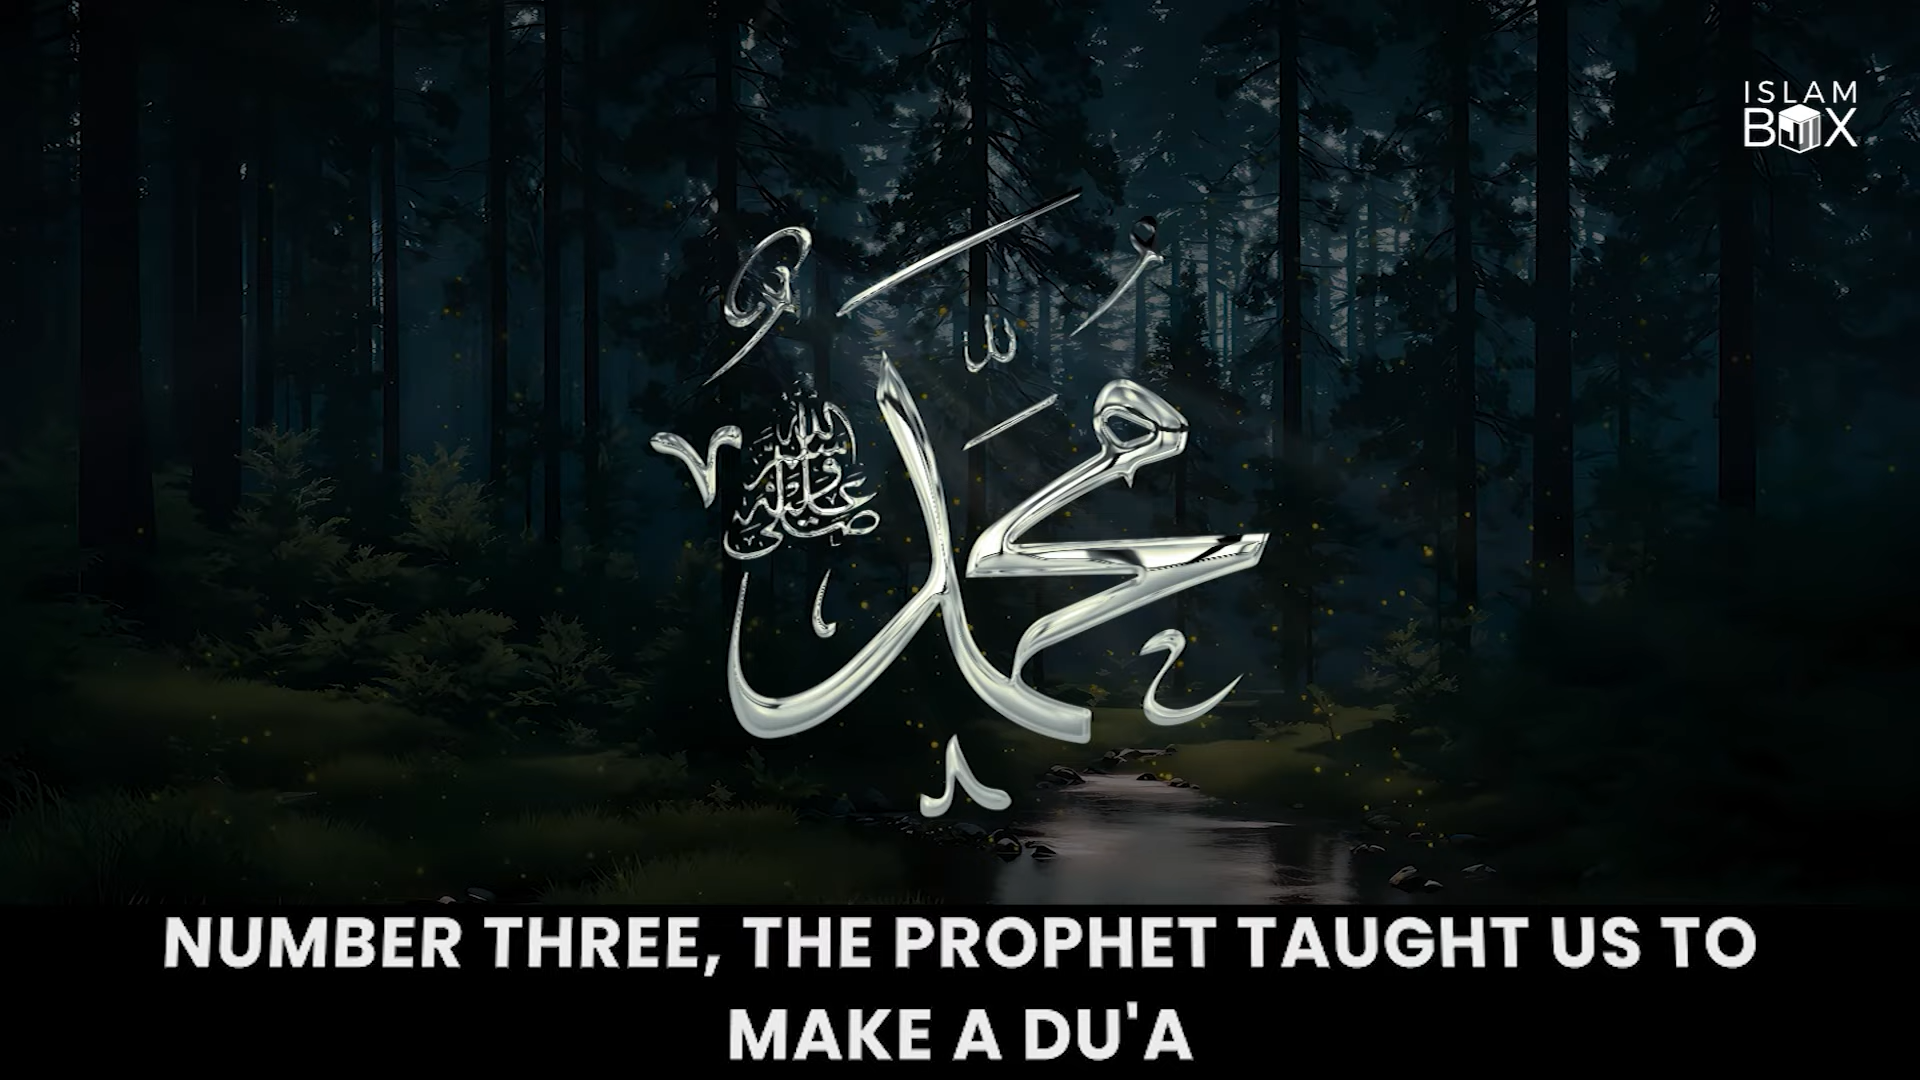 ISLAM
BOX
مُحَمَّدٌ
صلى الله عليه وسلم
NUMBER THREE, THE PROPHET TAUGHT US TO
MAKE A DU'A